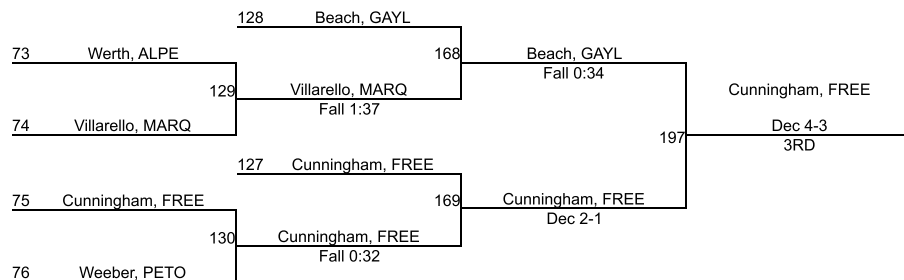 128 Beach, GAYL
73 Werth, ALPE
168 Beach, GAYL
Fall 0:34
129 Villarello, MARQ
Fall 1:37
Cunningham, FREE
74 Villarello, MARQ
197 Dec 4-3
3RD
127 Cunningham, FREE
75 Cunningham, FREE
169 Cunningham, FREE
Dec 2-1
130 Cunningham, FREE
Fall 0:32
76 Weeber, PETO